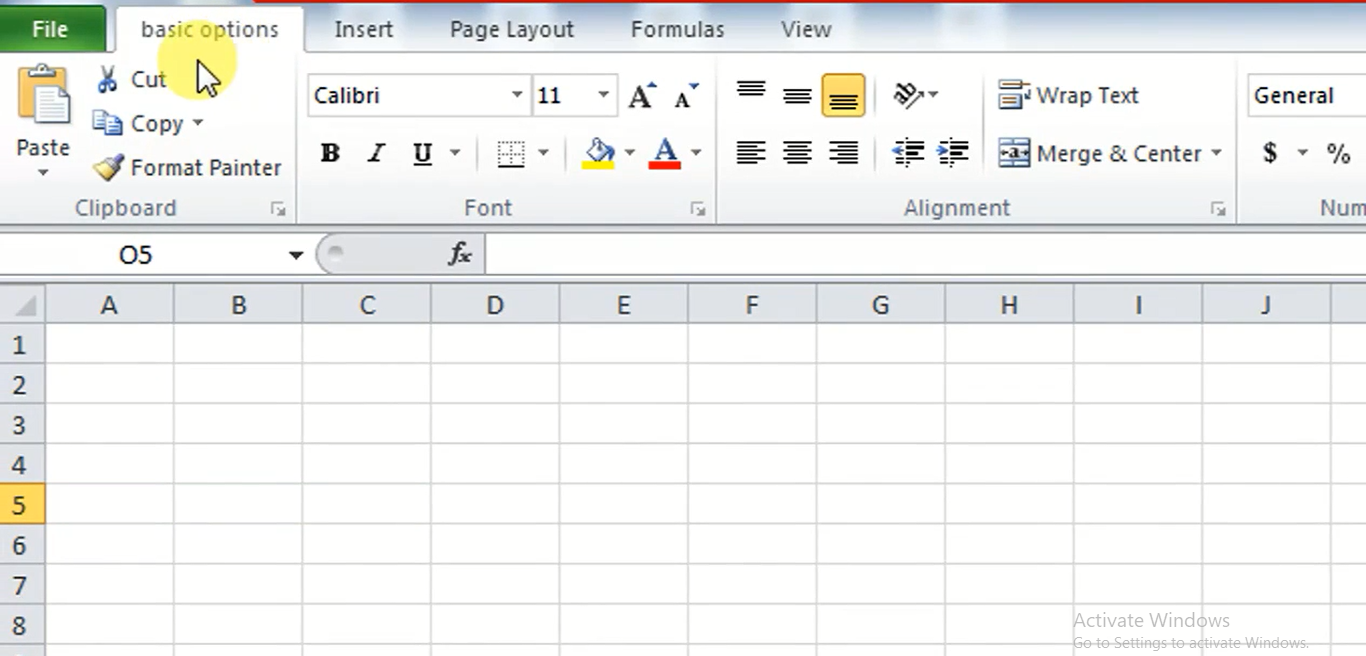 File basic options Insert Page Layout Formulas View
Cut Calibri 11 A A Wrap Text General
Copy
Paste Format Painter B I U A Merge & Center $ %
Clipboard Font Alignment Num
O5 fx
A B C D E F G H I J
1
2
3
4
5
6
7
8
Activate Windows
Go to Settings to activate Windows.